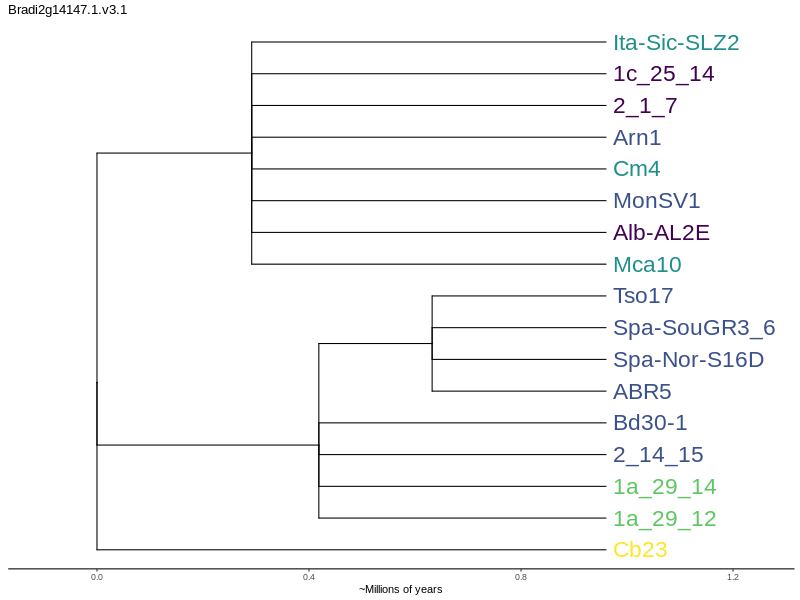 Bradi2g14147.1.v3.1
Ita-Sic-SLZ2
1c_25_14
2_1_7
Arn1
Cm4
MonSV1
Alb-AL2E
Mca10
Tso17
Spa-SouGR3_6
Spa-Nor-S16D
ABR5
Bd30-1
2_14_15
1a_29_14
1a_29_12
Cb23
0.0 0.4 0.8 1.2
~Millions of years